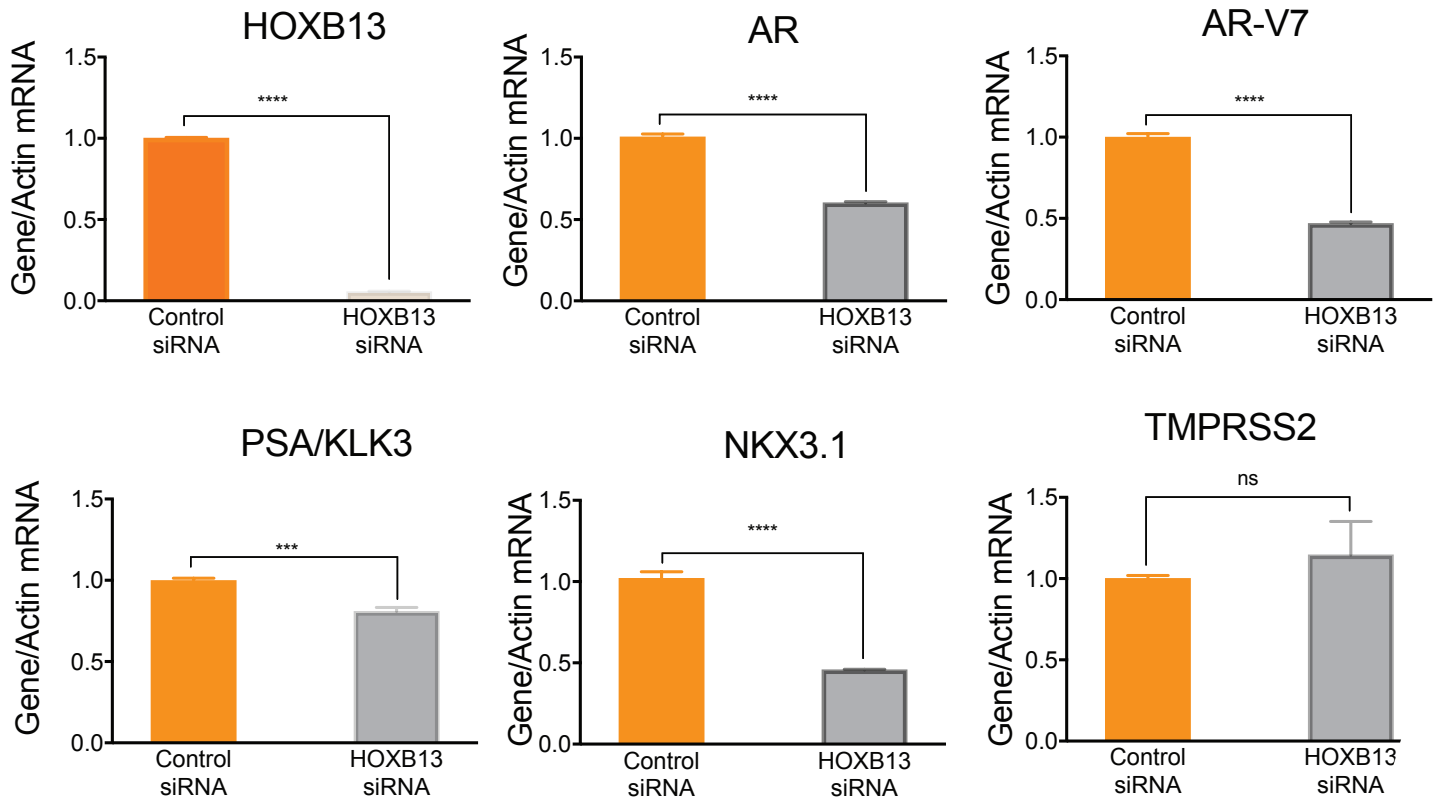 HOXB13
Gene/Actin mRNA
1.5
1.0
0.5
0.0
****
Control
siRNA
HOXB13
siRNA
AR
Gene/Actin mRNA
1.5
1.0
0.5
0.0
****
Control
siRNA
HOXB13
siRNA
AR-V7
Gene/Actin mRNA
1.5
1.0
0.5
0.0
****
Control
siRNA
HOXB13
siRNA
PSA/KLK3
Gene/Actin mRNA
1.5
1.0
0.5
0.0
***
Control
siRNA
HOXB13
siRNA
NKX3.1
Gene/Actin mRNA
1.5
1.0
0.5
0.0
****
Control
siRNA
HOXB13
siRNA
TMPRSS2
Gene/Actin mRNA
1.5
1.0
0.5
0.0
ns
Control
siRNA
HOXB13
siRNA